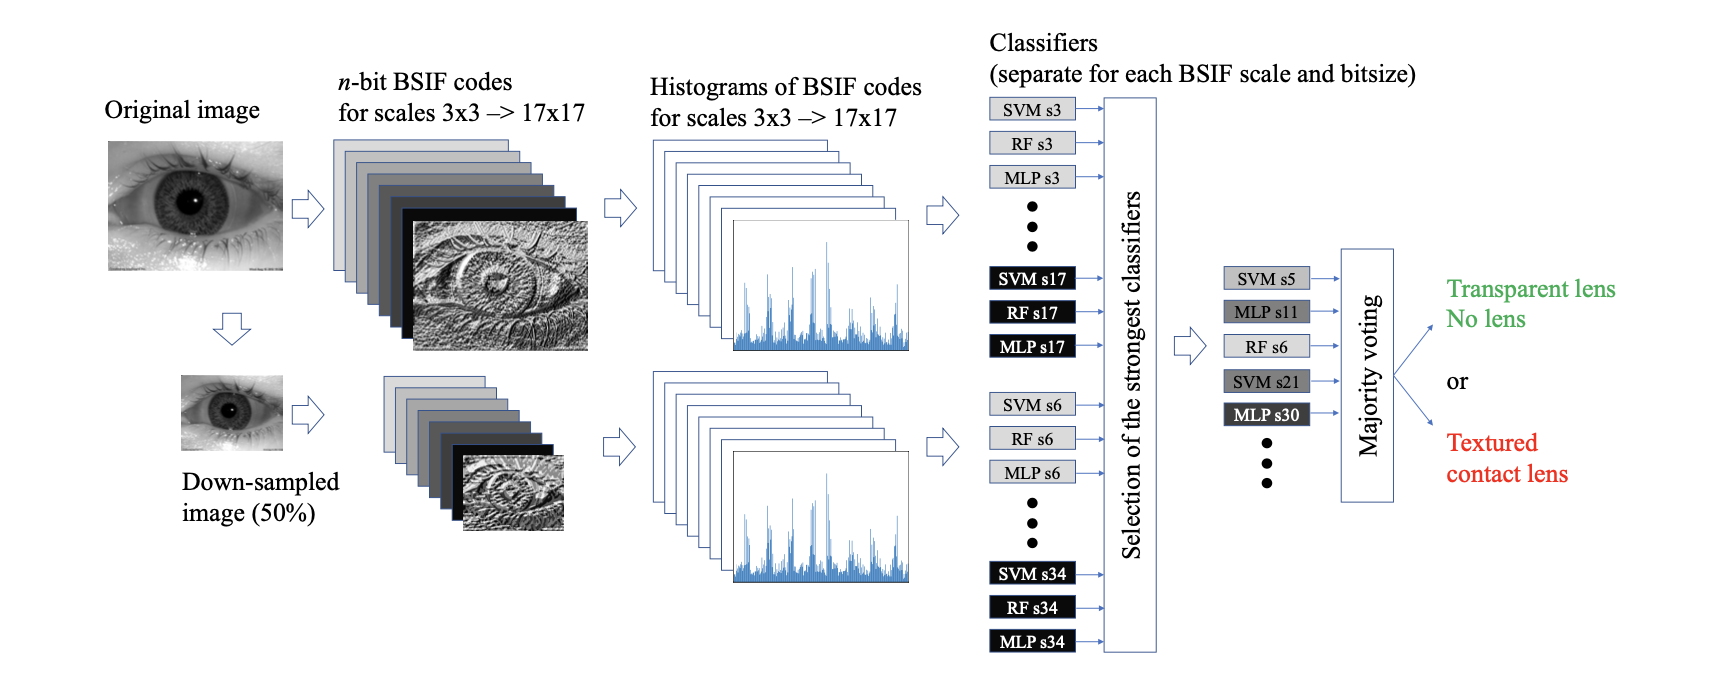 Original image
n-bit BSIF codes
for scales 3x3 –> 17x17
Histograms of BSIF codes
for scales 3x3 –> 17x17
Classifiers
(separate for each BSIF scale and bitsize)
SVM s3
RF s3
MLP s3
SVM s17
RF s17
MLP s17
SVM s6
RF s6
MLP s6
SVM s34
RF s34
MLP s34
Selection of the strongest classifiers
SVM s5
MLP s11
RF s6
SVM s21
MLP s30
Majority voting
Transparent lens
No lens
or
Textured
contact lens
Down-sampled
image (50%)